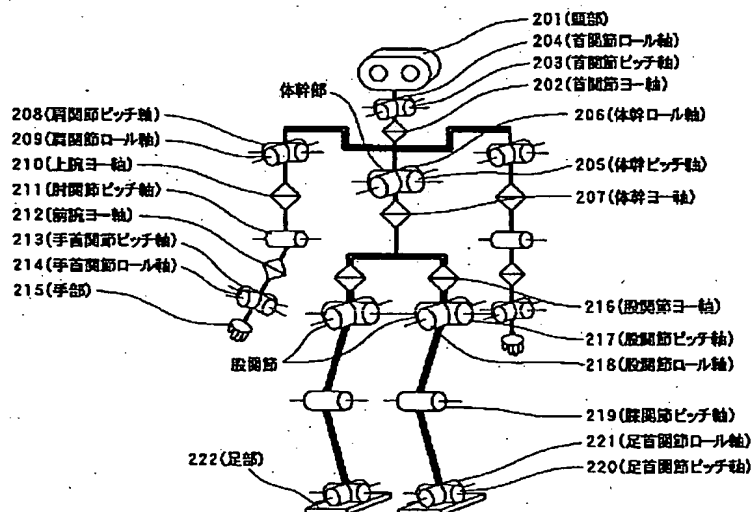 201(頭部)
204(首関節ロール軸)
203(首関節ピッチ軸)
202(首関節ヨー軸)
体幹部
206(体幹ロール軸)
208(肩関節ピッチ軸)
209(肩関節ロール軸)
210(上腕ヨー軸)
211(肘関節ピッチ軸)
212(前腕ヨー軸)
213(手首関節ピッチ軸)
214(手首関節ロール軸)
215(手部)
205(体幹ピッチ軸)
207(体幹ヨー軸)
216(股関節ヨー軸)
217(股関節ピッチ軸)
218(股関節ロール軸)
股関節
219(膝関節ピッチ軸)
221(足首関節ロール軸)
220(足首関節ピッチ軸)
222(足部)